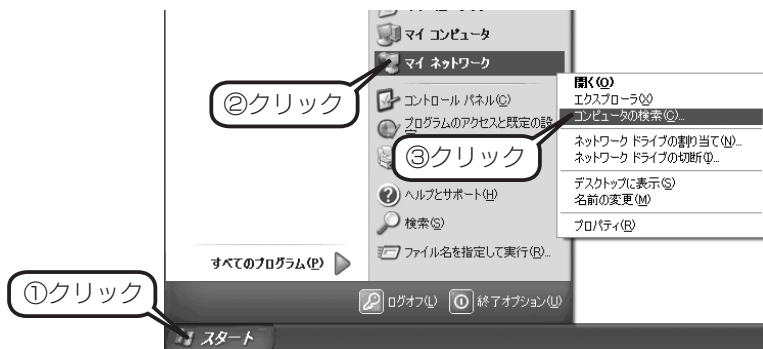 マイ コンピュータ
マイ ネットワーク
②クリック
コントロール パネル(C)
プログラムのアクセスと既定の設
③クリック
ヘルプとサポート(H)
検索(S)
ファイル名を指定して実行(R)...
すべてのプログラム(P)
ログオフ(L)
終了オプション(U)
①クリック
スタート
開く(O)
エクスプローラ(X)
コンピュータの検索(C)...
ネットワーク ドライブの割り当て(N)...
ネットワーク ドライブの切断(I)...
デスクトップに表示(S)
名前の変更(M)
プロパティ(R)